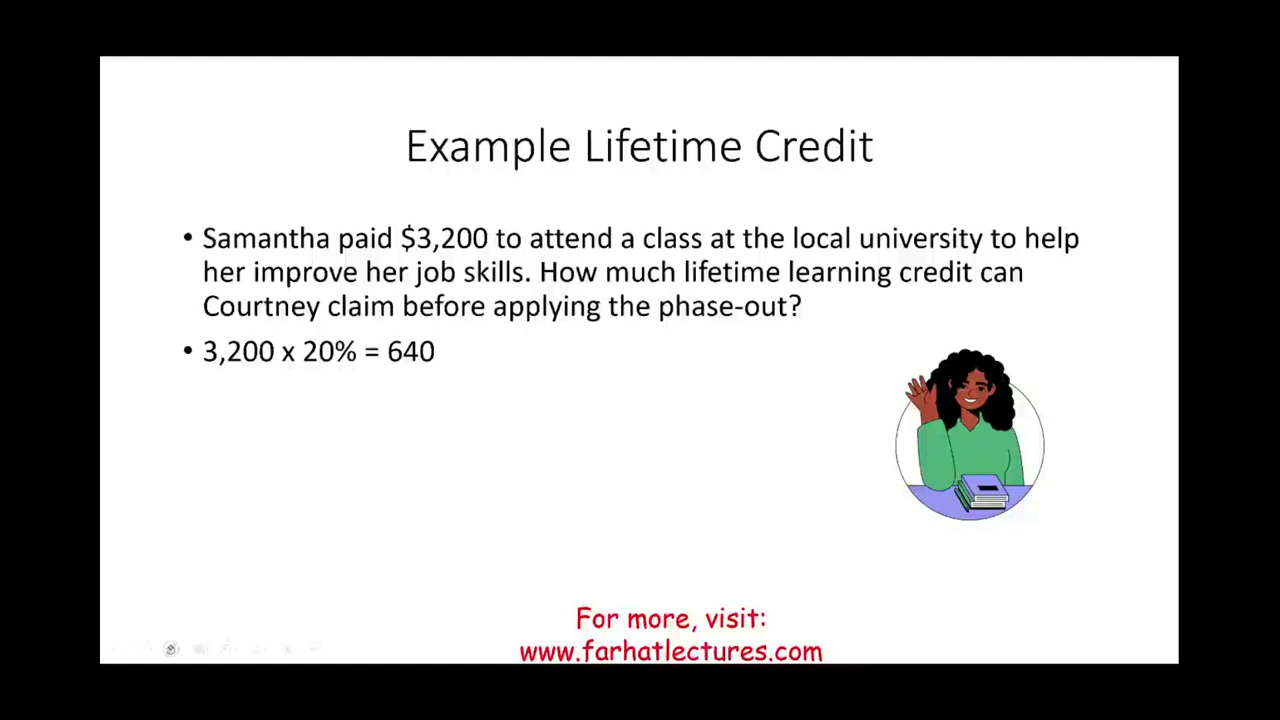 Example Lifetime Credit
• Samantha paid $3,200 to attend a class at the local university to help
her improve her job skills. How much lifetime learning credit can
Courtney claim before applying the phase-out?
• 3,200 x 20% = 640
For more, visit:
www.farhatlectures.com